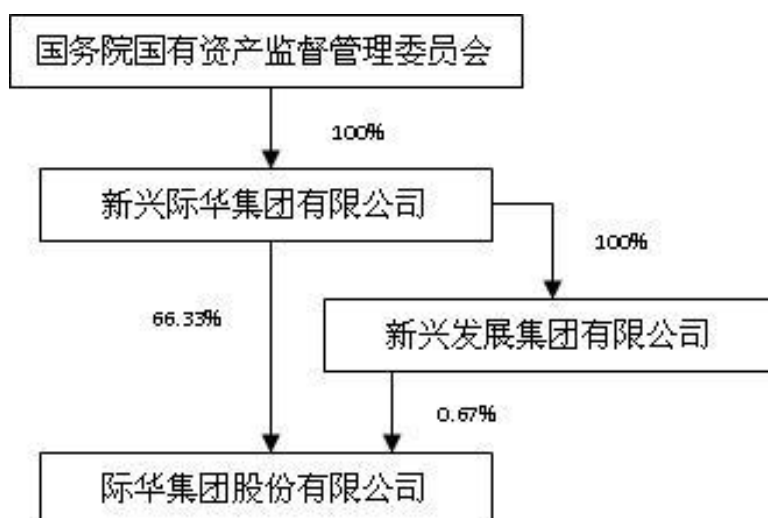 国务院国有资产监督管理委员会
100%
新兴际华集团有限公司
100%
66.33%
新兴发展集团有限公司
0.67%
际华集团股份有限公司